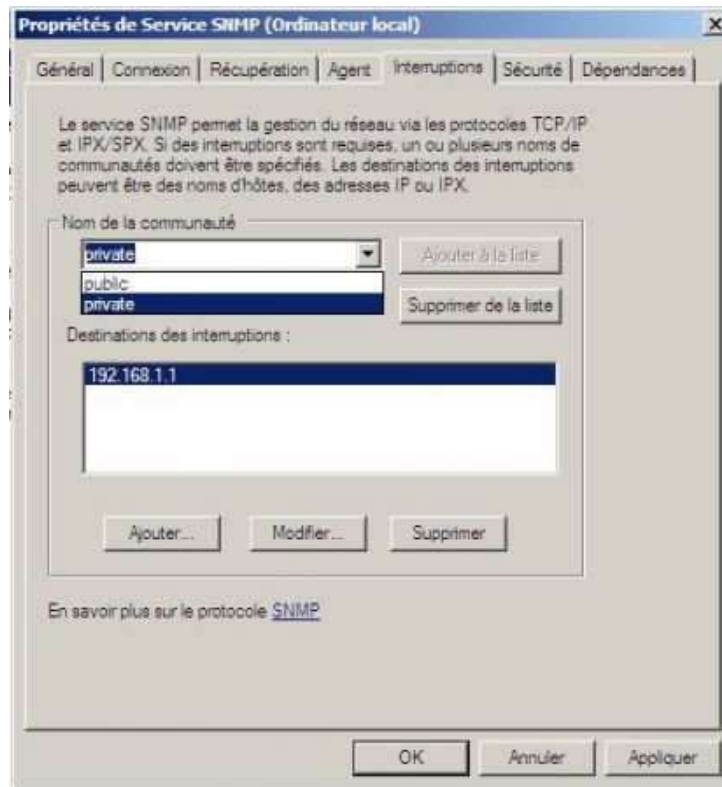 Propriétés de Service SNMP (Ordinateur local)
Général
Connexion
Récupération
Agent
Interruptions
Sécurité
Dépendances
Le service SNMP permet la gestion du réseau via les protocoles TCP/IP
et IPX/SPX. Si des interruptions sont requises, un ou plusieurs noms de
communautés doivent être spécifiés. Les destinations des interruptions
peuvent être des noms d'hôtes, des adresses IP ou IPX.
Nom de la communauté
private
Ajouter à la liste
public
private
Supprimer de la liste
Destinations des interruptions :
192.168.1.1
Ajouter...
Modifier...
Supprimer
En savoir plus sur le protocole SNMP
OK
Annuler
Appliquer